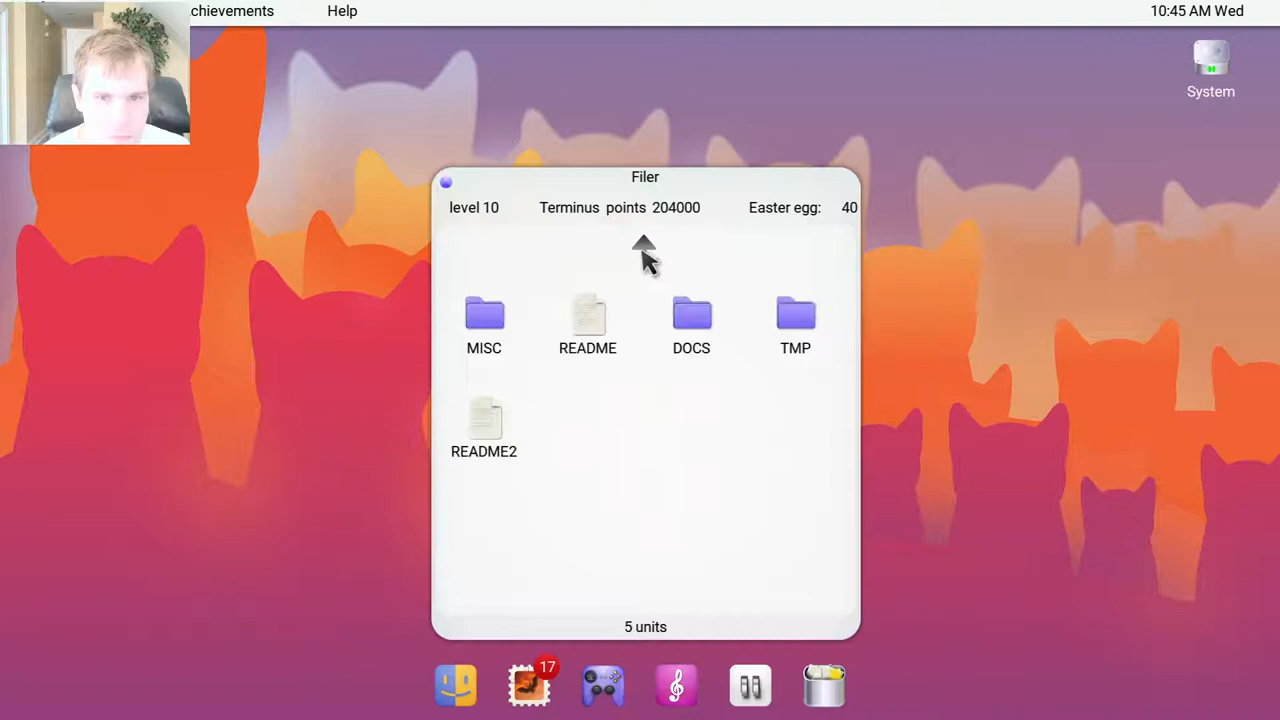 chievements Help 10:45 AM Wed
System
Filer
level 10 Terminus points 204000 Easter egg: 40
MISC README DOCS TMP
README2
5 units
17